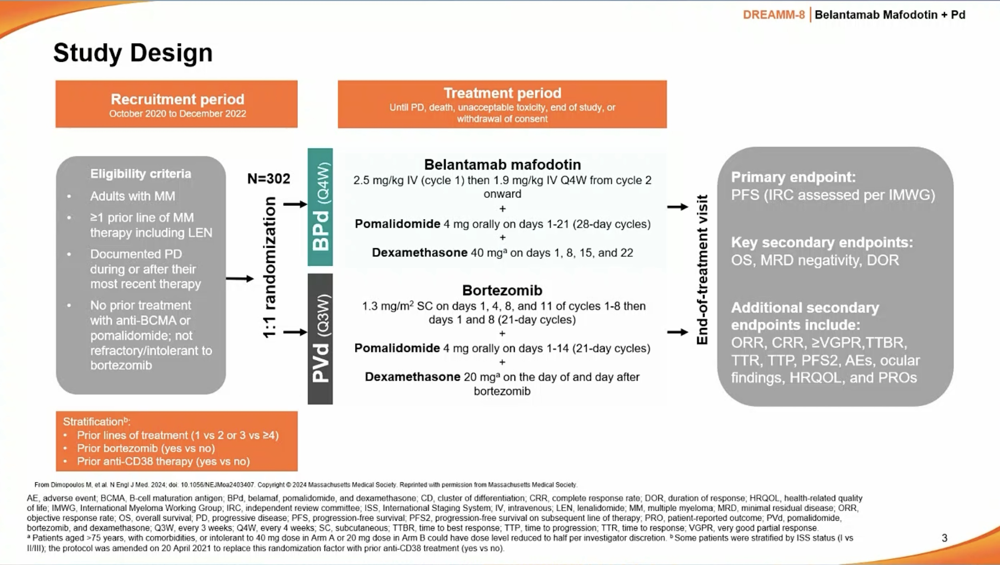 DREAMM-8 | Belantamab Mafodotin + Pd
Study Design
Recruitment period
October 2020 to December 2022
Treatment period
Until PD, death, unacceptable toxicity, end of study, or
withdrawal of consent
Eligibility criteria
• Adults with MM
• ≥1 prior line of MM
therapy including LEN
• Documented PD
during or after their
most recent therapy
• No prior treatment
with anti-BCMA or
pomalidomide; not
refractory/intolerant to
bortezomib
N=302
1:1 randomization
BPd (Q4W)
Belantamab mafodotin
2.5 mg/kg IV (cycle 1) then 1.9 mg/kg IV Q4W from cycle 2
onward
+
Pomalidomide 4 mg orally on days 1-21 (28-day cycles)
+
Dexamethasone 40 mgᵃ on days 1, 8, 15, and 22
PVd (Q3W)
Bortezomib
1.3 mg/m² SC on days 1, 4, 8, and 11 of cycles 1-8 then
days 1 and 8 (21-day cycles)
+
Pomalidomide 4 mg orally on days 1-14 (21-day cycles)
+
Dexamethasone 20 mgᵃ on the day of and day after
bortezomib
End-of-treatment visit
Primary endpoint:
PFS (IRC assessed per IMWG)
Key secondary endpoints:
OS, MRD negativity, DOR
Additional secondary
endpoints include:
ORR, CRR, ≥VGPR,TTBR,
TTR, TTP, PFS2, AEs, ocular
findings, HRQOL, and PROs
Stratificationᵇ:
• Prior lines of treatment (1 vs 2 or 3 vs ≥4)
• Prior bortezomib (yes vs no)
• Prior anti-CD38 therapy (yes vs no)
From Dimopoulos M, et al. N Engl J Med. 2024; doi: 10.1056/NEJMoa2403407. Copyright © 2024 Massachusetts Medical Society. Reprinted with permission from Massachusetts Medical Society.
AE, adverse event; BCMA, B-cell maturation antigen; BPd, belamaf, pomalidomide, and dexamethasone; CD, cluster of differentiation; CRR, complete response rate; DOR, duration of response; HRQOL, health-related quality
of life; IMWG, International Myeloma Working Group; IRC, independent review committee; ISS, International Staging System; IV, intravenous; LEN, lenalidomide; MM, multiple myeloma; MRD, minimal residual disease; ORR,
objective response rate; OS, overall survival; PD, progressive disease; PFS, progression-free survival; PFS2, progression-free survival on subsequent line of therapy; PRO, patient-reported outcome; PVd, pomalidomide,
bortezomib, and dexamethasone; Q3W, every 3 weeks; Q4W, every 4 weeks; SC, subcutaneous; TTBR, time to best response; TTP, time to progression; TTR, time to response; VGPR, very good partial response.
ᵃ Patients aged >75 years, with comorbidities, or intolerant to 40 mg dose in Arm A or 20 mg dose in Arm B could have dose level reduced to half per investigator discretion. ᵇ Some patients were stratified by ISS status (I vs
II/III); the protocol was amended on 20 April 2021 to replace this randomization factor with prior anti-CD38 treatment (yes vs no).
3